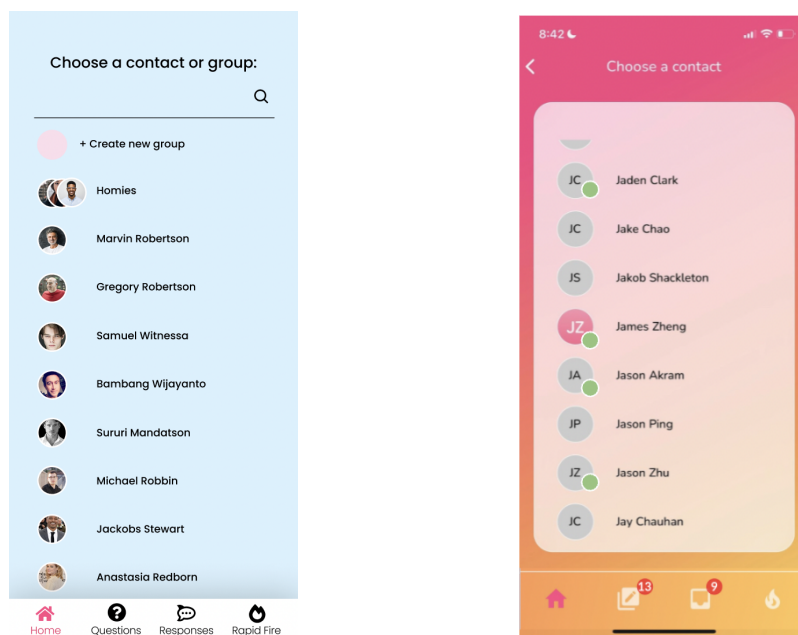 Choose a contact or group:
+ Create new group
Homies
Marvin Robertson
Gregory Robertson
Samuel Witnessa
Bambang Wijayanto
Sururi Mandatson
Michael Robbin
Jackobs Stewart
Anastasia Redborn
Home Questions Responses Rapid Fire
8:42
Choose a contact
JC Jaden Clark
JC Jake Chao
JS Jakob Shackleton
JZ James Zheng
JA Jason Akram
JP Jason Ping
JZ Jason Zhu
JC Jay Chauhan
13 9